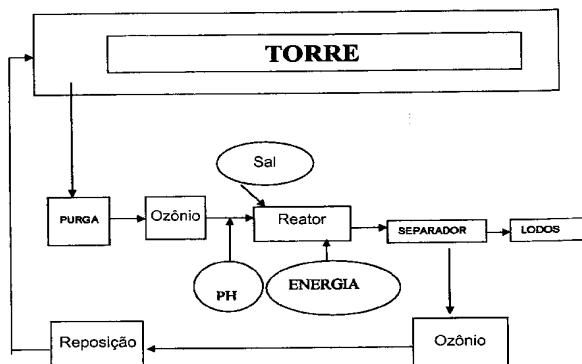 TORRE
Sal
PURGA
Ozônio
Reator
SEPARADOR
LODOS
PH
ENERGIA
Reposição
Ozônio